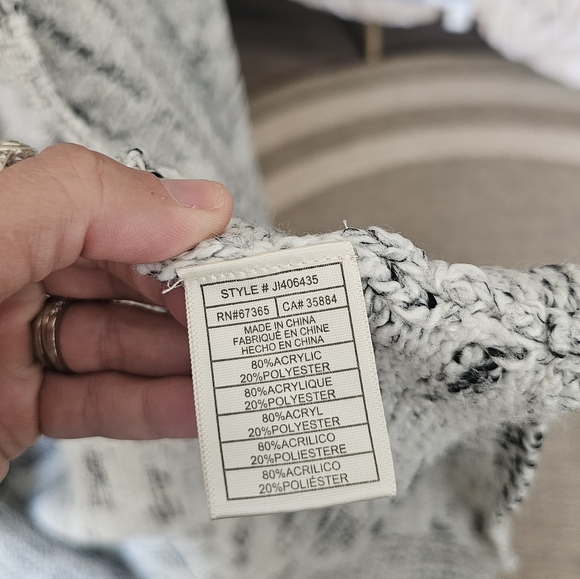 STYLE # JI406435
RN#67365 CA# 35884
MADE IN CHINA
FABRIQUÉ EN CHINE
HECHO EN CHINA
80%ACRYLIC
20%POLYESTER
80%ACRYLIQUE
20%POLYESTER
80%ACRYL
20%POLYESTER
80%ACRILICO
20%POLIESTERE
80%ACRILICO
20%POLIÉSTER